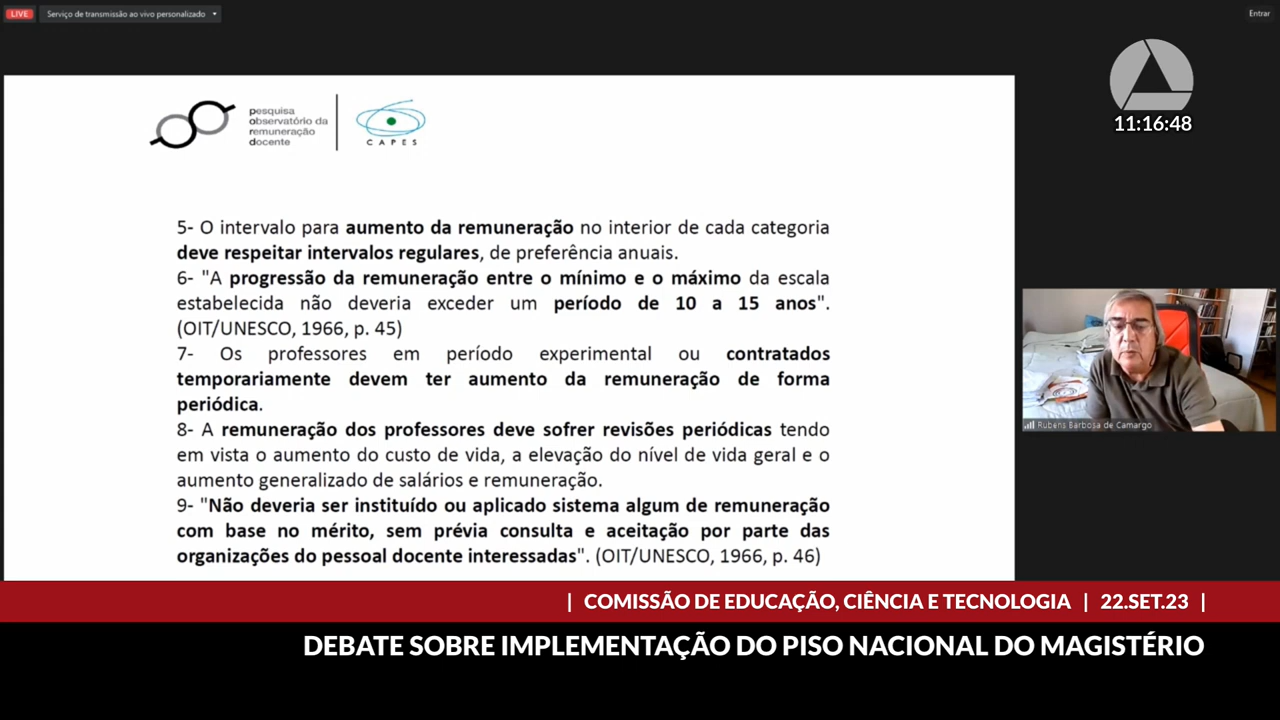 LIVE
Serviço de transmissão ao vivo personalizado
Entrar
pesquisa
observatório da
remuneração
docente
CAPES
11:16:48
5- O intervalo para aumento da remuneração no interior de cada categoria
deve respeitar intervalos regulares, de preferência anuais.
6- "A progressão da remuneração entre o mínimo e o máximo da escala
estabelecida não deveria exceder um período de 10 a 15 anos".
(OIT/UNESCO, 1966, p. 45)
7- Os professores em período experimental ou contratados
temporariamente devem ter aumento da remuneração de forma
periódica.
8- A remuneração dos professores deve sofrer revisões periódicas tendo
em vista o aumento do custo de vida, a elevação do nível de vida geral e o
aumento generalizado de salários e remuneração.
9- "Não deveria ser instituído ou aplicado sistema algum de remuneração
com base no mérito, sem prévia consulta e aceitação por parte das
organizações do pessoal docente interessadas". (OIT/UNESCO, 1966, p. 46)
Rubens Barbosa de Camargo
| COMISSÃO DE EDUCAÇÃO, CIÊNCIA E TECNOLOGIA | 22.SET.23 |
DEBATE SOBRE IMPLEMENTAÇÃO DO PISO NACIONAL DO MAGISTÉRIO